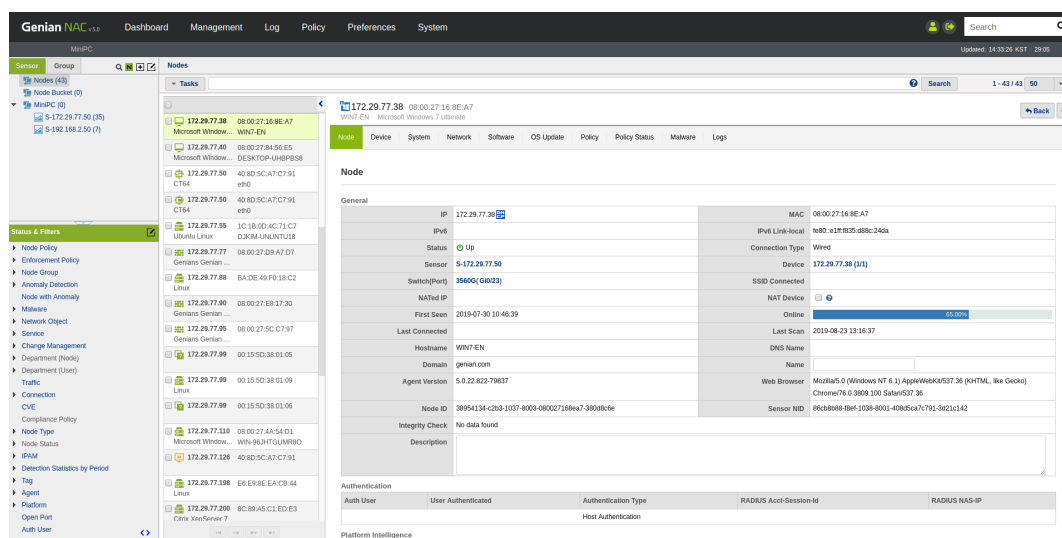 Genian NAC v5.0 Dashboard Management Log Policy Preferences System Search
MiniPC Updated: 14:33:26 KST 29:05
Sensor Group
Nodes (43)
Node Bucket (0)
MiniPC (0)
S-172.29.77.50 (35)
S-192.168.2.50 (7)
Status & Filters
Node Policy
Enforcement Policy
Node Group
Anomaly Detection
Node with Anomaly
Malware
Network Object
Service
Change Management
Department (Node)
Department (User)
Traffic
Connection
CVE
Compliance Policy
Node Type
Node Status
IPAM
Detection Statistics by Period
Tag
Agent
Platform
Open Port
Auth User
Nodes
Tasks Search 1 - 43 / 43 50
172.29.77.38 08:00:27:16:8E:A7
Microsoft Window... WIN7-EN
172.29.77.40 08:00:27:84:56:E5
Microsoft Window... DESKTOP-UHBPBS8
172.29.77.50 40:8D:5C:A7:C7:91
CT64 eth0
172.29.77.50 40:8D:5C:A7:C7:91
CT64 eth0
172.29.77.55 1C:1B:0D:4C:71:C7
Ubuntu Linux DJKIM-UNUNTU18
172.29.77.77 08:00:27:D9:A7:D7
Genians Genian ...
172.29.77.88 BA:DE:49:F0:18:C2
Linux
172.29.77.90 08:00:27:E8:17:30
Genians Genian ...
172.29.77.95 08:00:27:5C:C7:97
Genians Genian ...
172.29.77.99 00:15:5D:38:01:05
172.29.77.99 00:15:5D:38:01:09
Linux
172.29.77.99 00:15:5D:38:01:06
172.29.77.110 08:00:27:4A:54:D1
Microsoft Window... WIN-96JHTGUMR8O
172.29.77.126 40:8D:5C:A7:C7:91
172.29.77.198 E6:E9:8E:EA:CB:44
Linux
172.29.77.200 8C:89:A5:C1:ED:E3
Citrix XenServer 7
172.29.77.38 08:00:27:16:8E:A7
WIN7-EN Microsoft Windows 7 Ultimate
Back
Node Device System Network Software OS Update Policy Policy Status Malware Logs
Node
General
IP 172.29.77.38 MAC 08:00:27:16:8E:A7
IPv6 IPv6 Link-local fe80::e1ff:f835:d88c:24da
Status Up Connection Type Wired
Sensor S-172.29.77.50 Device 172.29.77.38 (1/1)
Switch(Port) 3560G( Gi0/23) SSID Connected
NATed IP NAT Device
First Seen 2019-07-30 10:46:39 Online 65.00%
Last Connected Last Scan 2019-08-23 13:16:37
Hostname WIN7-EN DNS Name
Domain genian.com Name
Agent Version 5.0.22.822-79837 Web Browser Mozilla/5.0 (Windows NT 6.1) AppleWebKit/537.36 (KHTML, like Gecko)
Chrome/76.0.3809.100 Safari/537.36
Node ID 38954134-c2b3-1037-8003-080027168ea7-380d8c6e Sensor NID 86cb8b88-f8ef-1036-8001-408d5ca7c791-3d21c142
Integrity Check No data found
Description
Authentication
Auth User User Authenticated Authentication Type RADIUS Acct-Session-Id RADIUS NAS-IP
Host Authentication
Platform Intelligence